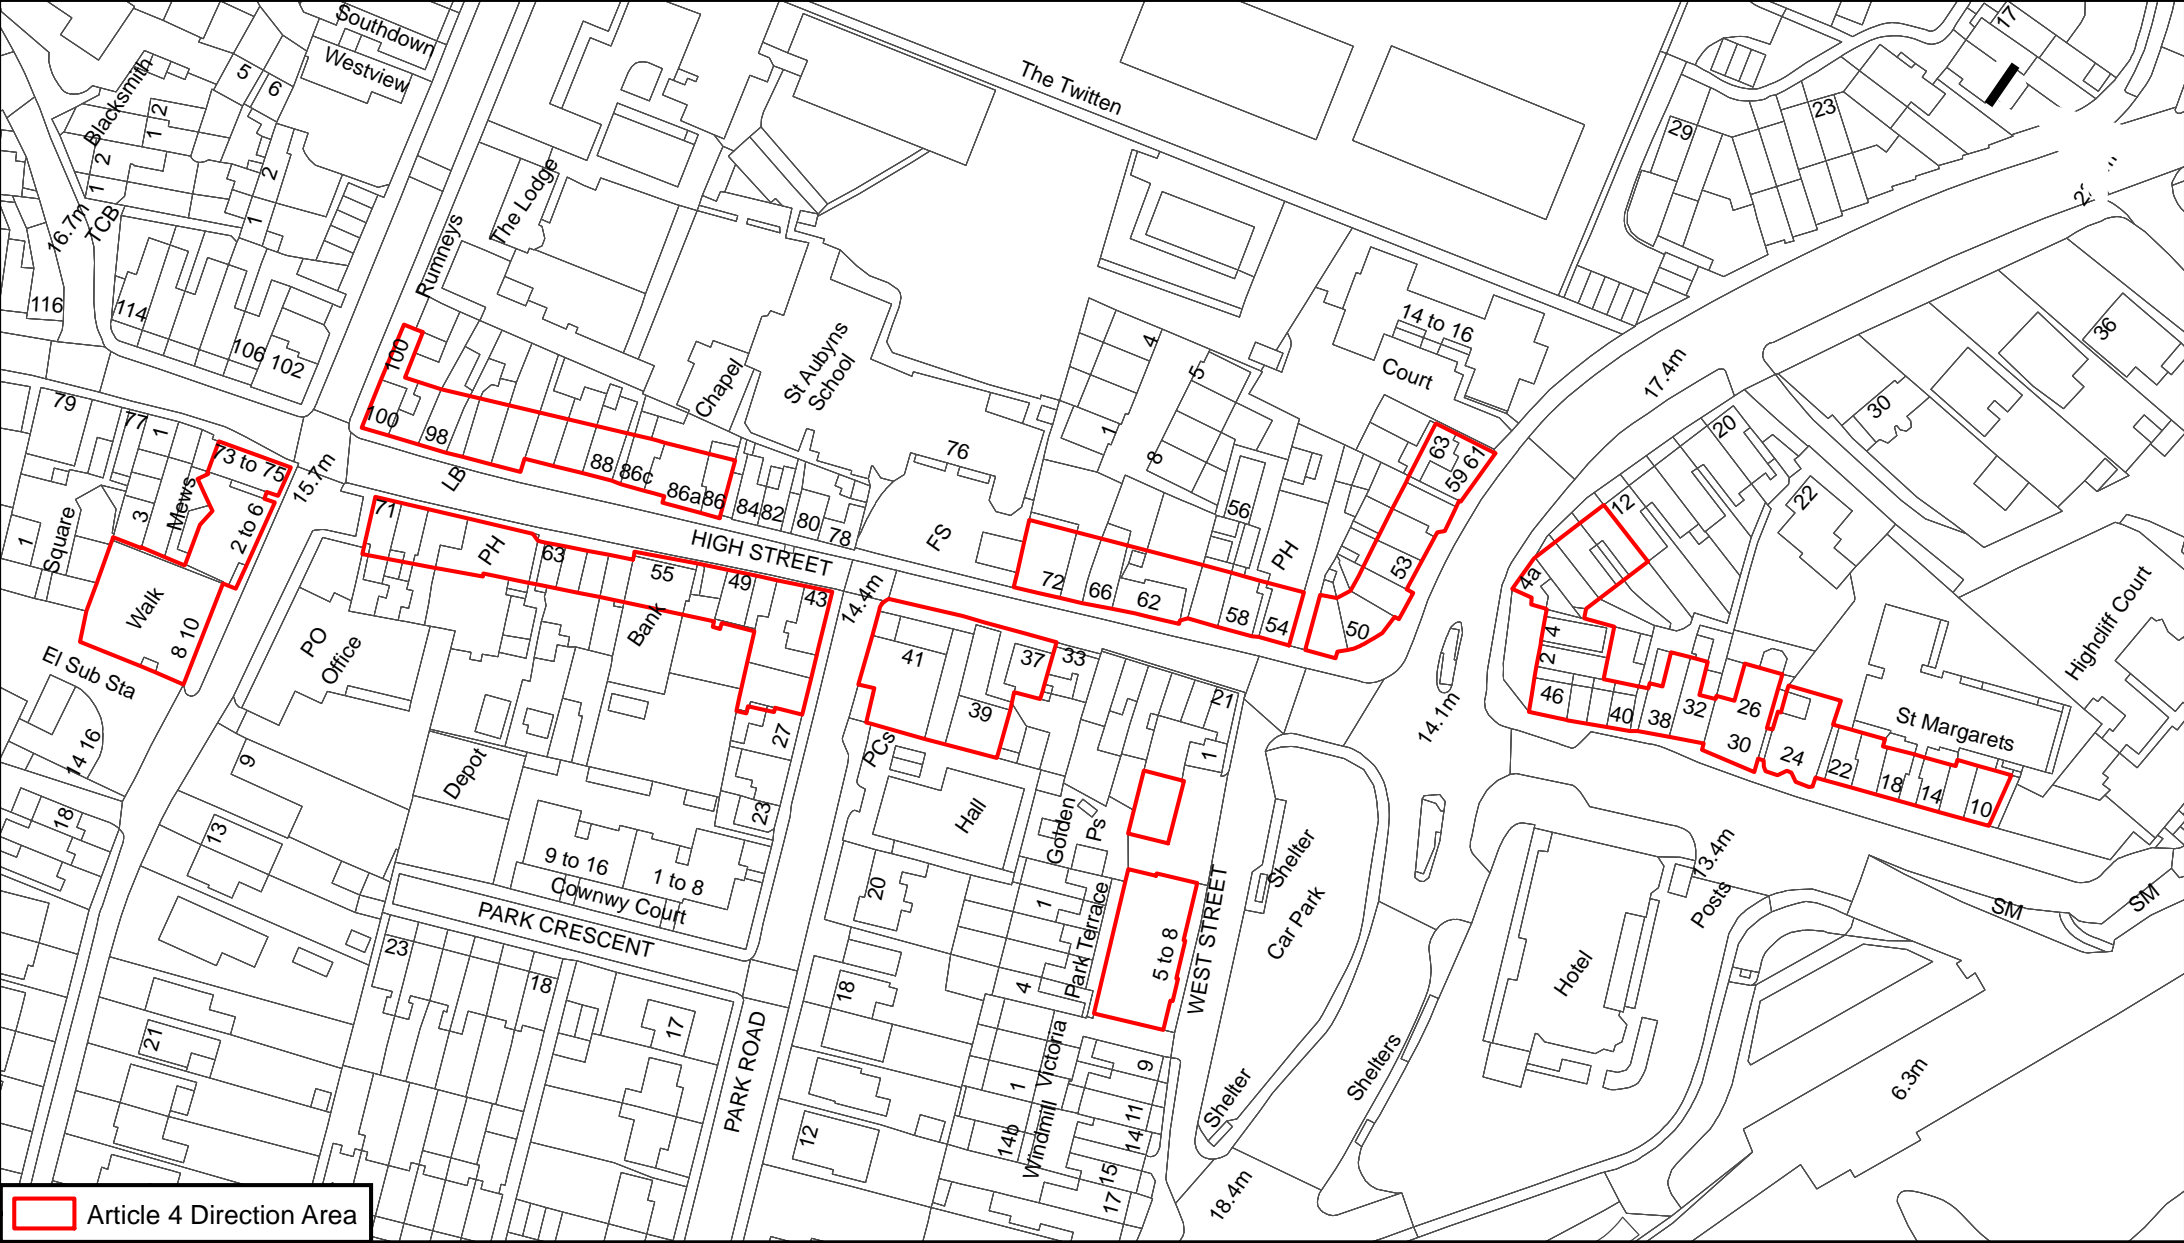 Southdown
Westview
5
6
Blacksmith
1 2
1 2
2
1
16.7m
TCB
116
114
106
102
Rumneys
The Lodge
The Twitten
17
23
29
36
30
17.4m
14 to 16
Court
St Aubyns
School
Chapel
76
4
5
1
8
56
PH
63
59 61
53
50
100
100
98
88
86c
86a
86
84
82
80
78
LB
FS
HIGH STREET
79
77
1
3
Mews
Square
1
73 to 75
2 to 6
15.7m
Walk
8 10
El Sub Sta
14 16
18
71
PH
63
55
49
43
Bank
PO
Office
14.4m
72
66
62
58
54
41
37
33
39
21
1
27
23
PCs
Hall
Depot
9
13
9 to 16
1 to 8
Cownwy Court
PARK CRESCENT
23
18
17
21
PARK ROAD
20
18
12
Golden
Ps
1
Park Terrace
4
5 to 8
WEST STREET
Victoria
Windmill
1
14b
9
11
14
15
17
Shelter
Car Park
Shelter
Shelters
18.4m
14.1m
20
12
22
4a
4
2
46
40
38
32
30
26
24
22
18
14
10
St Margarets
Highcliff Court
13.4m
Posts
Hotel
SM
SM
6.3m
Article 4 Direction Area